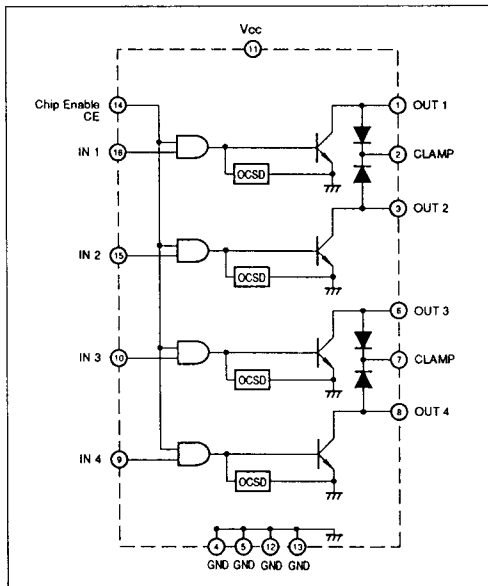 Vcc
11
Chip Enable
CE
14
1
OUT 1
IN 1
16
2
CLAMP
OCSD
3
OUT 2
IN 2
15
OCSD
6
OUT 3
IN 3
10
7
CLAMP
OCSD
8
OUT 4
IN 4
9
OCSD
4
5
12
13
GND
GND
GND
GND